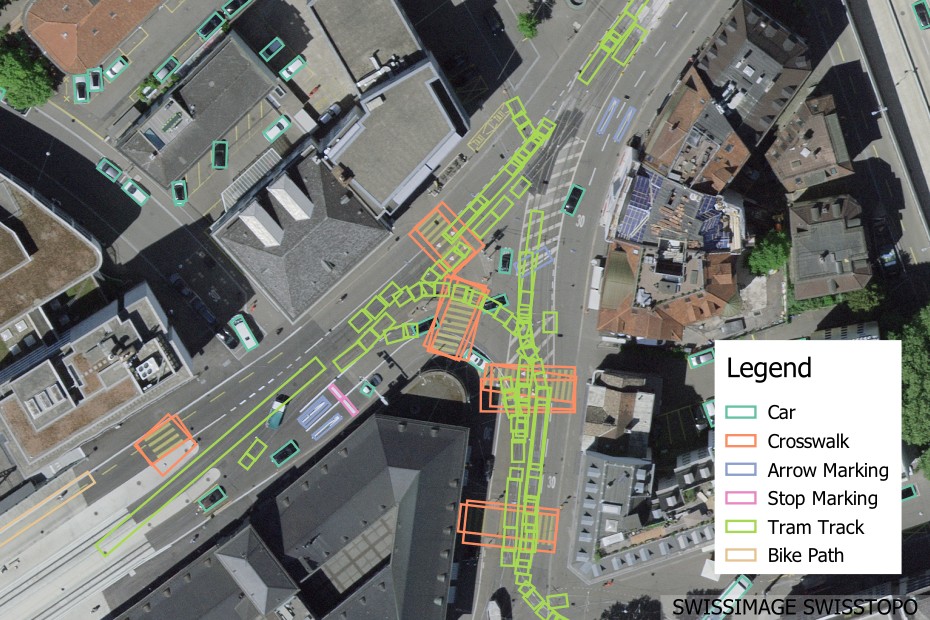 Legend
Car
Crosswalk
Arrow Marking
Stop Marking
Tram Track
Bike Path
SWISSIMAGE SWISSTOPO